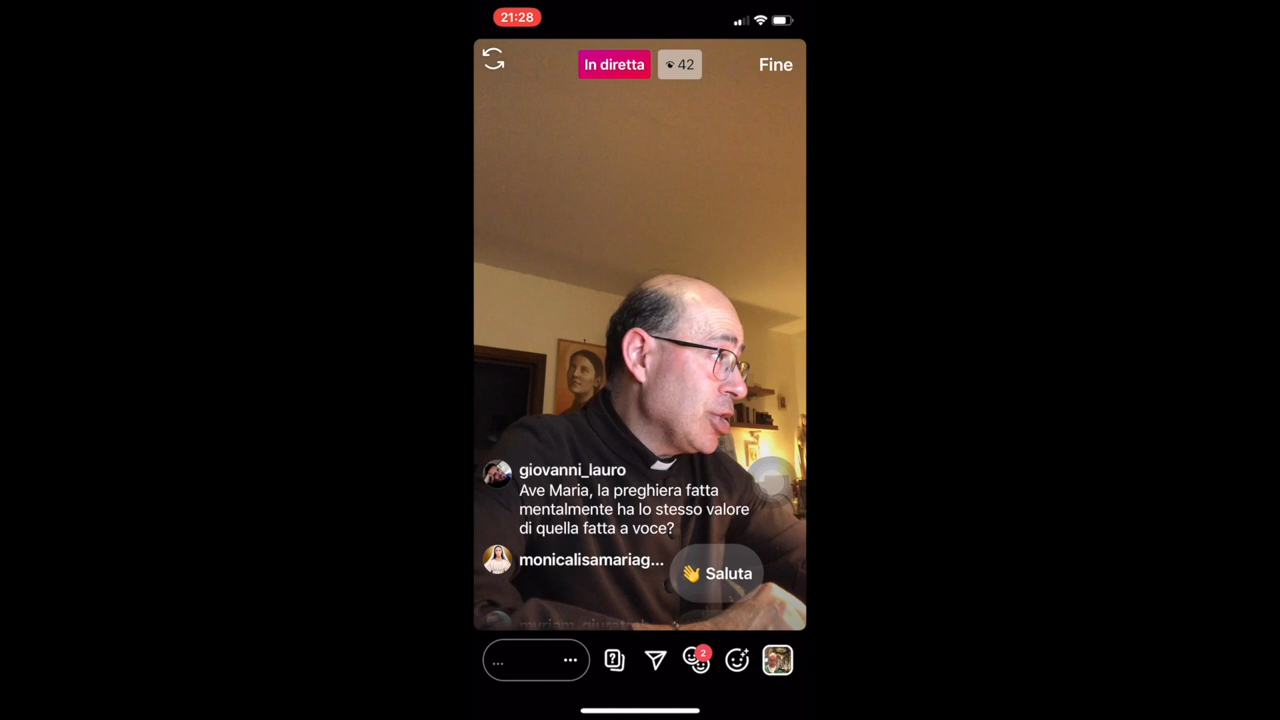 21:28
In diretta
42
Fine
giovanni_lauro
Ave Maria, la preghiera fatta
mentalmente ha lo stesso valore
di quella fatta a voce?
monicalisamariag...
👋 Saluta
...
2